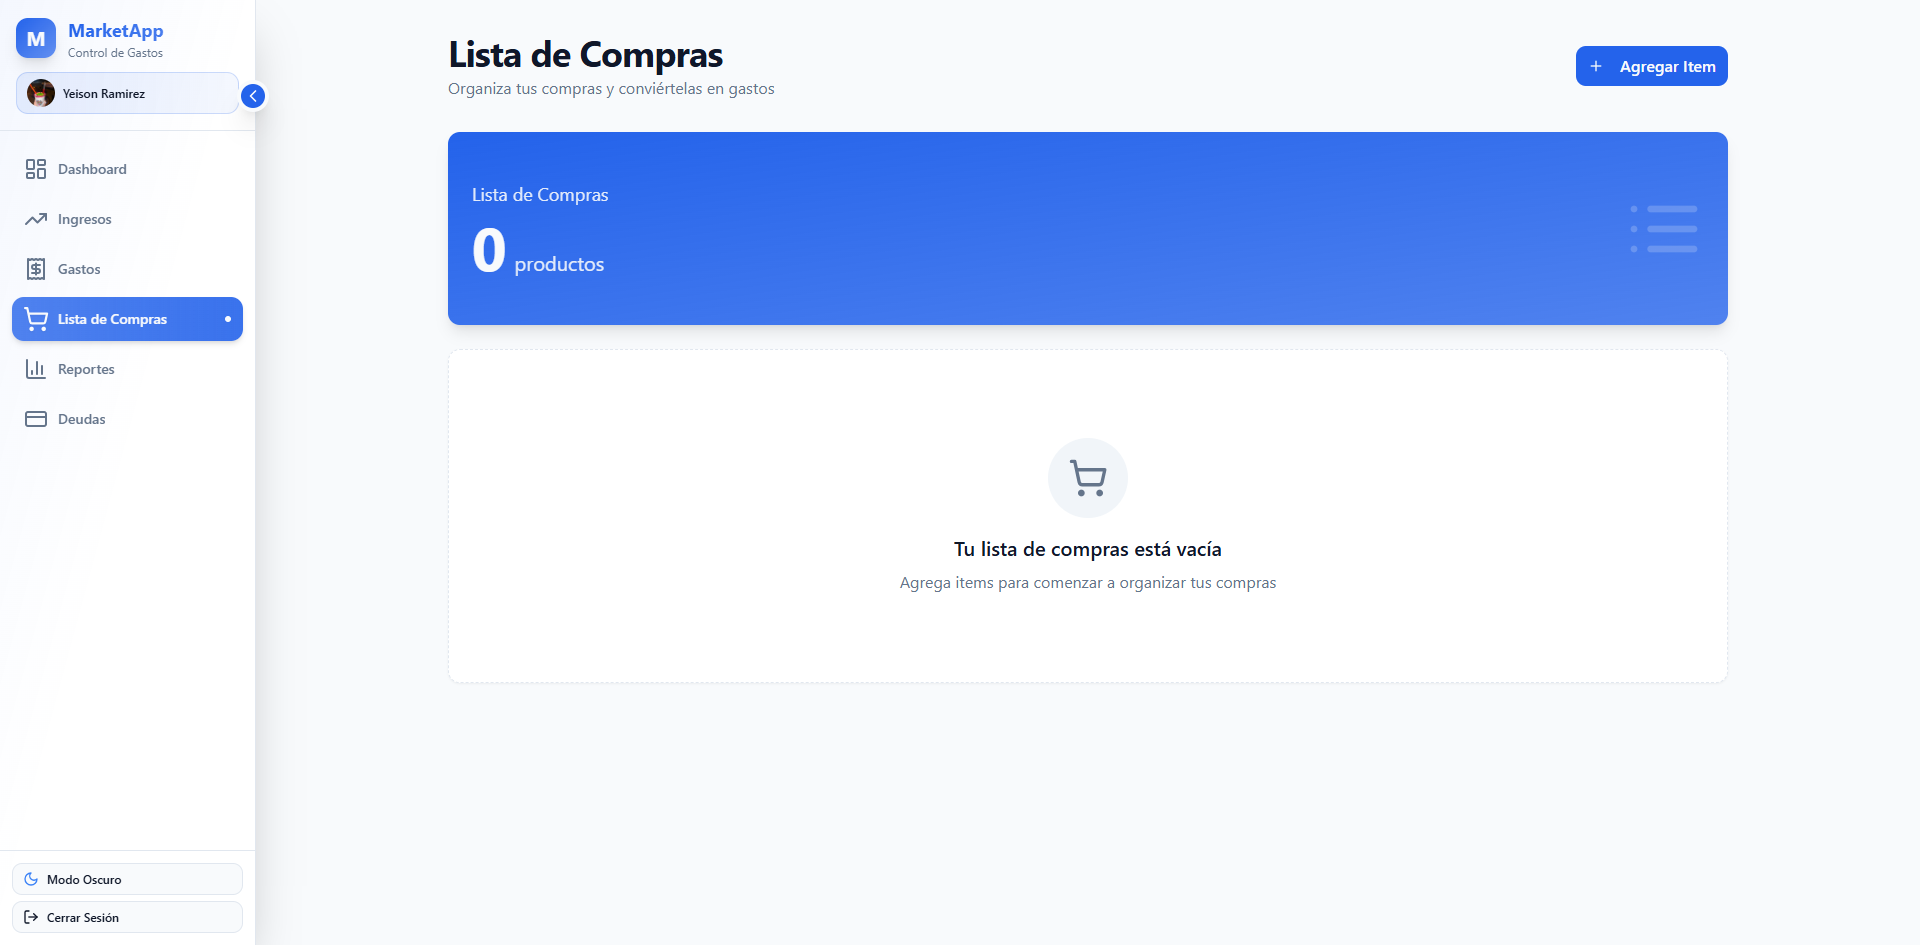 M
MarketApp
Control de Gastos
Yeison Ramirez
Dashboard
Ingresos
Gastos
Lista de Compras
Reportes
Deudas
Modo Oscuro
Cerrar Sesión
Lista de Compras
Organiza tus compras y conviértelas en gastos
+ Agregar Item
Lista de Compras
0 productos
Tu lista de compras está vacía
Agrega items para comenzar a organizar tus compras